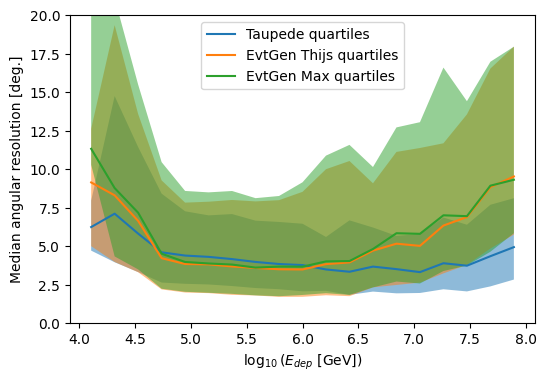 20.0
17.5
15.0
12.5
10.0
7.5
5.0
2.5
0.0
Median angular resolution [deg.]
Taupede quartiles
EvtGen Thijs quartiles
EvtGen Max quartiles
4.0 4.5 5.0 5.5 6.0 6.5 7.0 7.5 8.0
log₁₀(E_dep [GeV])